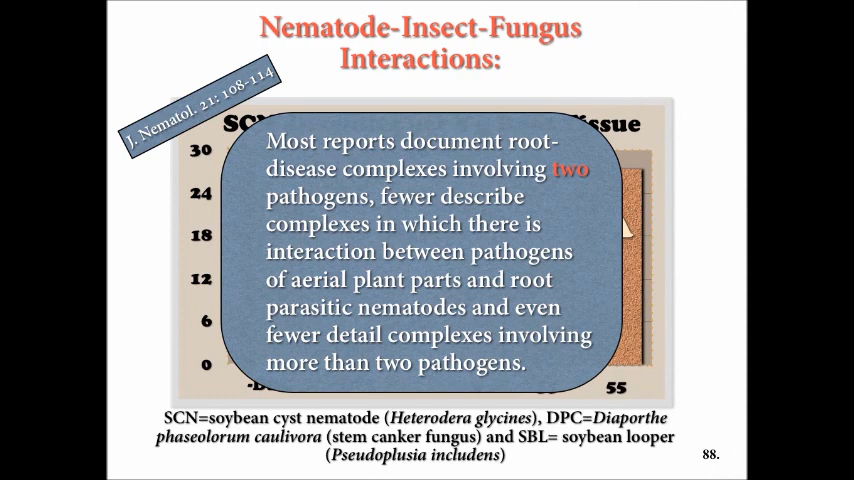 Nematode-Insect-Fungus
Interactions:
J. Nematol. 21: 108-114
Most reports document root-
disease complexes involving two
pathogens, fewer describe
complexes in which there is
interaction between pathogens
of aerial plant parts and root
parasitic nematodes and even
fewer detail complexes involving
more than two pathogens.
30
24
18
12
6
0
55
SCN=soybean cyst nematode (Heterodera glycines), DPC=Diaporthe
phaseolorum caulivora (stem canker fungus) and SBL= soybean looper
(Pseudoplusia includens)
88.